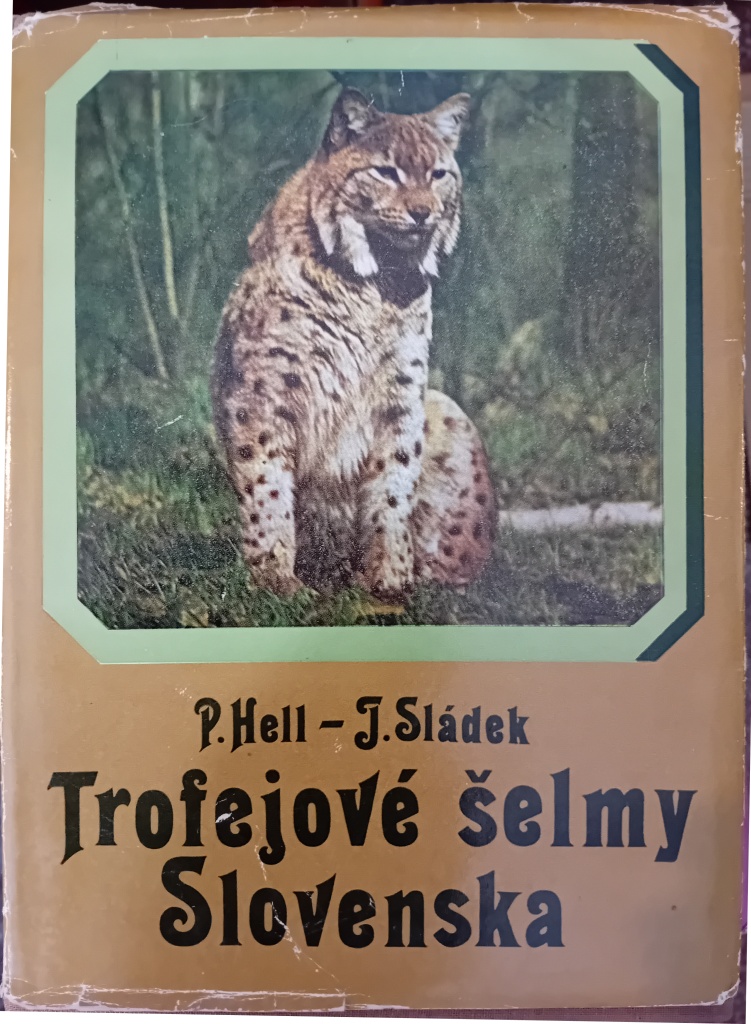 P. Hell – J. Sládek
Trofejové šelmy
Slovenska